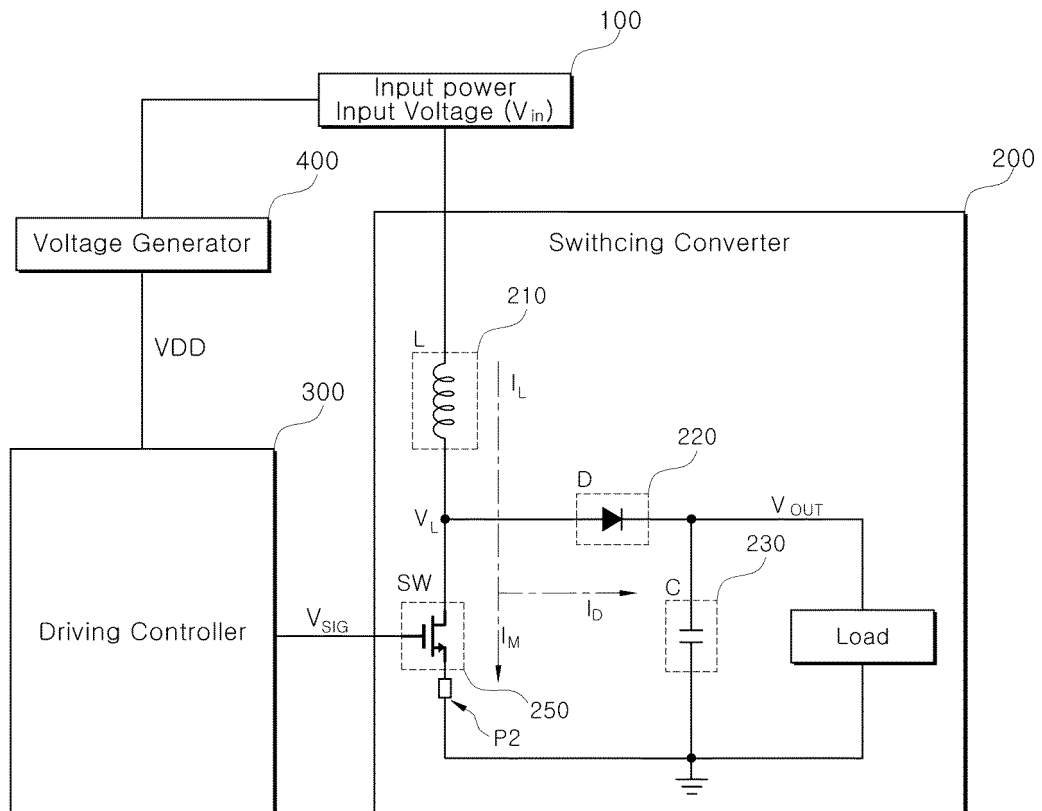 100
Input power
Input Voltage (Vin)
400
200
Voltage Generator
Swithcing Converter
210
L
VDD
IL
300
220
D
VL
VOUT
230
SW
C
VSIG
ID
Driving Controller
IM
Load
250
P2